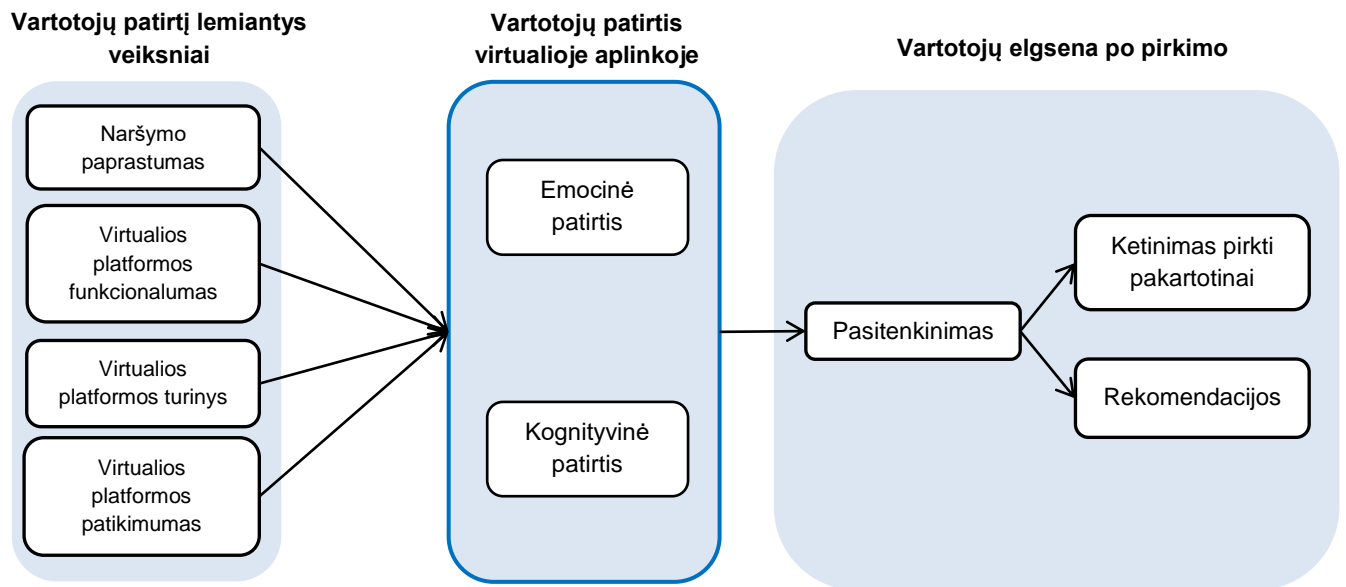 Vartotojų patirtį lemiantys
veiksniai
Naršymo
paprastumas
Virtualios
platformos
funkcionalumas
Virtualios
platformos turinys
Virtualios
platformos
patikimumas
Vartotojų patirtis
virtualioje aplinkoje
Emocinė
patirtis
Kognityvinė
patirtis
Vartotojų elgsena po pirkimo
Pasitenkinimas
Ketinimas pirkti
pakartotinai
Rekomendacijos